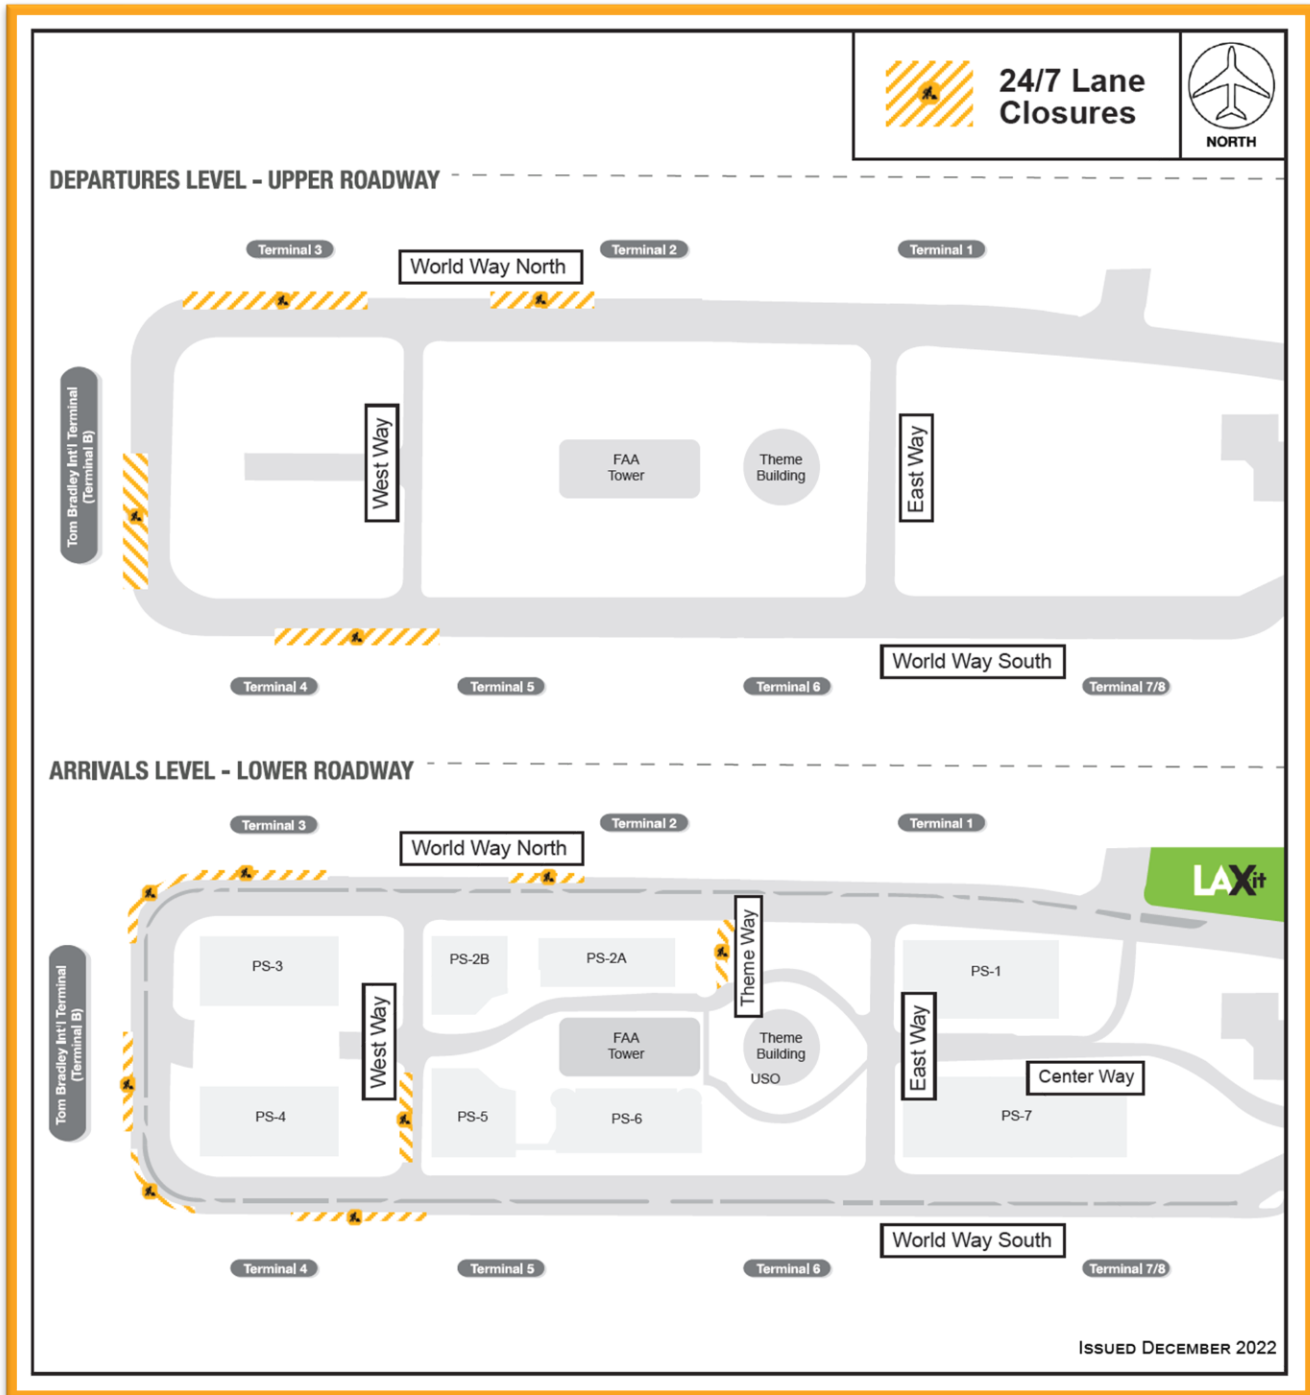 24/7 Lane
Closures
NORTH
DEPARTURES LEVEL - UPPER ROADWAY
Terminal 3
Terminal 2
Terminal 1
World Way North
Tom Bradley Int'l Terminal
(Terminal B)
West Way
FAA
Tower
Theme
Building
East Way
World Way South
Terminal 4
Terminal 5
Terminal 6
Terminal 7/8
ARRIVALS LEVEL - LOWER ROADWAY
Terminal 3
Terminal 2
Terminal 1
World Way North
LAXit
Theme Way
PS-3
PS-2B
PS-2A
PS-1
Tom Bradley Int'l Terminal
(Terminal B)
West Way
FAA
Tower
Theme
Building
USO
East Way
Center Way
PS-4
PS-5
PS-6
PS-7
World Way South
Terminal 4
Terminal 5
Terminal 6
Terminal 7/8
ISSUED DECEMBER 2022